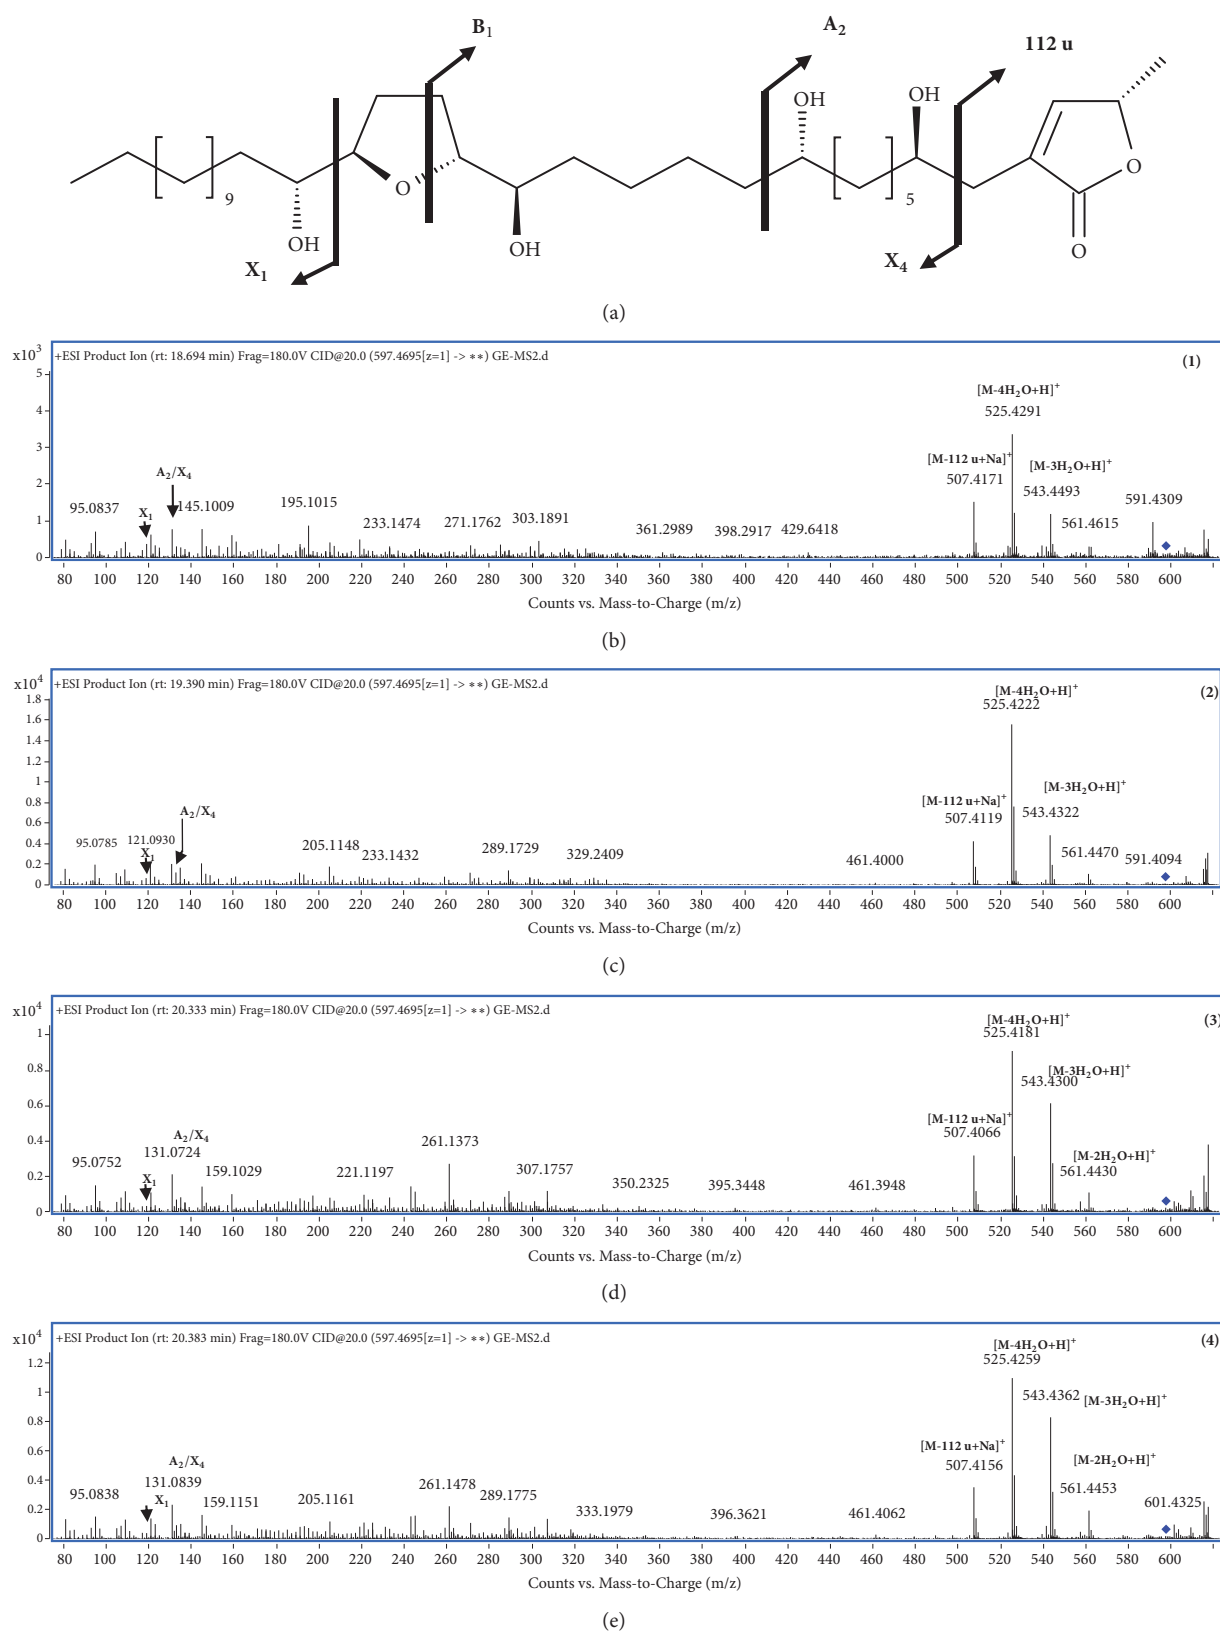 B1
A2
112 u
OH
OH
O
O
9
5
OH
OH
O
X1
X4
(a)
x10^3
+ESI Product Ion (rt: 18.694 min) Frag=180.0V CID@20.0 (597.4695[z=1] -> **) GE-MS2.d
(1)
5
4
3
2
1
0
[M-4H2O+H]+
525.4291
[M-112 u+Na]+
507.4171
[M-3H2O+H]+
543.4493
561.4615
591.4309
95.0837
X1
A2/X4
145.1009
195.1015
233.1474
271.1762
303.1891
361.2989
398.2917
429.6418
80 100 120 140 160 180 200 220 240 260 280 300 320 340 360 380 400 420 440 460 480 500 520 540 560 580 600
Counts vs. Mass-to-Charge (m/z)
(b)
x10^4
+ESI Product Ion (rt: 19.390 min) Frag=180.0V CID@20.0 (597.4695[z=1] -> **) GE-MS2.d
(2)
1.8
1.6
1.4
1.2
1
0.8
0.6
0.4
0.2
0
[M-4H2O+H]+
525.4222
[M-112 u+Na]+
507.4119
[M-3H2O+H]+
543.4322
561.4470
591.4094
95.0785
121.0930
X1
A2/X4
205.1148
233.1432
289.1729
329.2409
461.4000
80 100 120 140 160 180 200 220 240 260 280 300 320 340 360 380 400 420 440 460 480 500 520 540 560 580 600
Counts vs. Mass-to-Charge (m/z)
(c)
x10^4
+ESI Product Ion (rt: 20.333 min) Frag=180.0V CID@20.0 (597.4695[z=1] -> **) GE-MS2.d
(3)
1
0.8
0.6
0.4
0.2
0
[M-4H2O+H]+
525.4181
[M-3H2O+H]+
543.4300
[M-112 u+Na]+
507.4066
[M-2H2O+H]+
561.4430
95.0752
A2/X4
131.0724
X1
159.1029
221.1197
261.1373
307.1757
350.2325
395.3448
461.3948
80 100 120 140 160 180 200 220 240 260 280 300 320 340 360 380 400 420 440 460 480 500 520 540 560 580 600
Counts vs. Mass-to-Charge (m/z)
(d)
x10^4
+ESI Product Ion (rt: 20.383 min) Frag=180.0V CID@20.0 (597.4695[z=1] -> **) GE-MS2.d
(4)
1.2
1
0.8
0.6
0.4
0.2
0
[M-4H2O+H]+
525.4259
543.4362 [M-3H2O+H]+
[M-112 u+Na]+
507.4156
[M-2H2O+H]+
561.4453
601.4325
95.0838
A2/X4
131.0839
X1
159.1151
205.1161
261.1478
289.1775
333.1979
396.3621
461.4062
80 100 120 140 160 180 200 220 240 260 280 300 320 340 360 380 400 420 440 460 480 500 520 540 560 580 600
Counts vs. Mass-to-Charge (m/z)
(e)